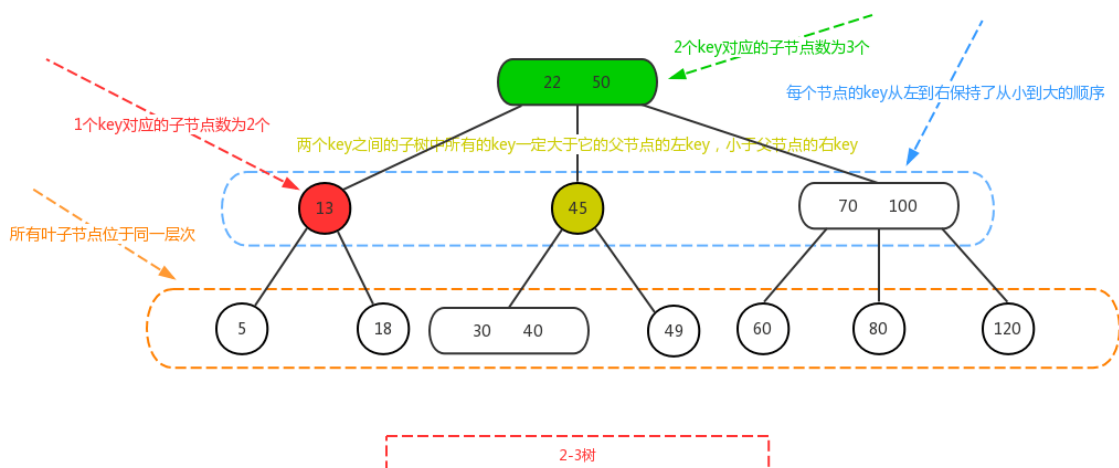 2个key对应的子节点数为3个
22 50
每个节点的key从左到右保持了从小到大的顺序
1个key对应的子节点数为2个
两个key之间的子树中所有的key一定大于它的父节点的左key，小于父节点的右key
13
45
70 100
所有叶子节点位于同一层次
5
18
30 40
49
60
80
120
2-3树